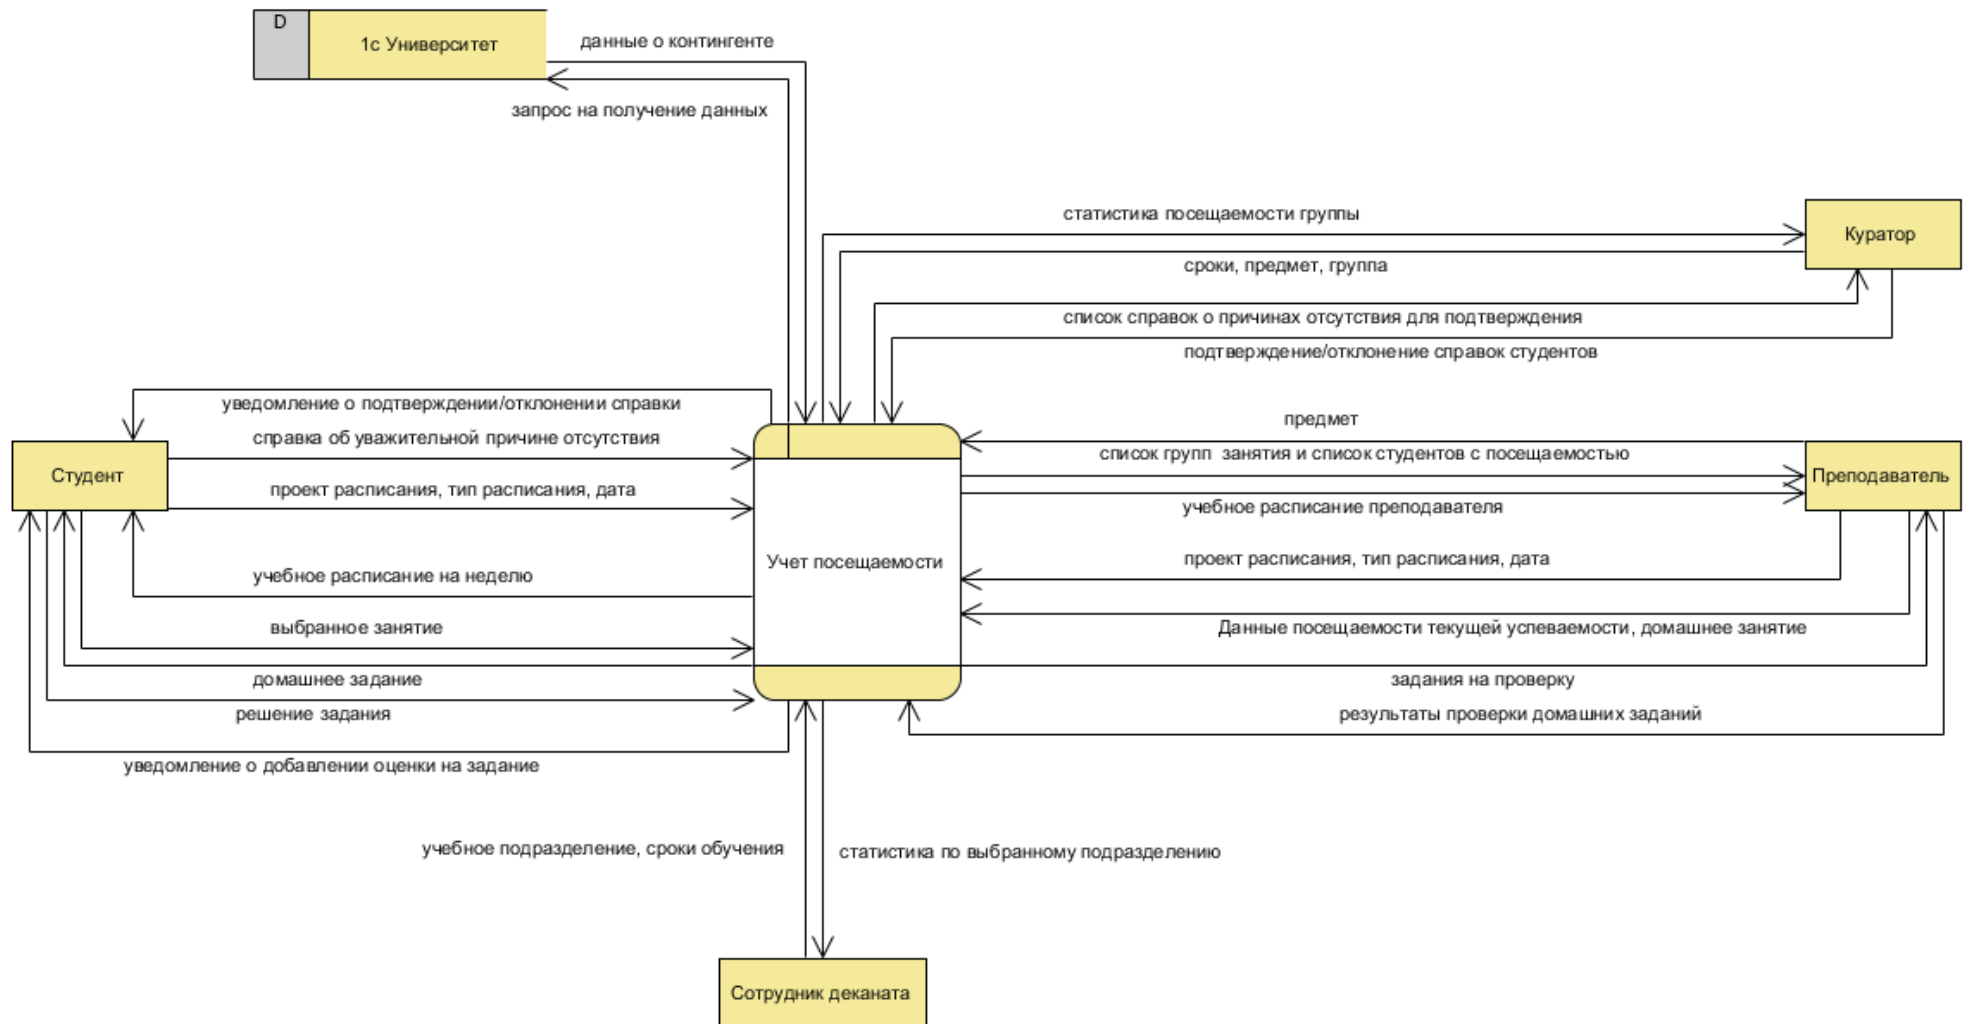 D
1с Университет
данные о контингенте
запрос на получение данных
статистика посещаемости группы
Куратор
сроки, предмет, группа
список справок о причинах отсутствия для подтверждения
подтверждение/отклонение справок студентов
уведомление о подтверждении/отклонении справки
предмет
справка об уважительной причине отсутствия
список групп  занятия и список студентов с посещаемостью
Студент
Преподаватель
проект расписания, тип расписания, дата
учебное расписание преподавателя
Учет посещаемости
проект расписания, тип расписания, дата
учебное расписание на неделю
выбранное занятие
Данные посещаемости текущей успеваемости, домашнее занятие
домашнее задание
задания на проверку
решение задания
результаты проверки домашних заданий
уведомление о добавлении оценки на задание
учебное подразделение, сроки обучения
статистика по выбранному подразделению
Сотрудник деканата